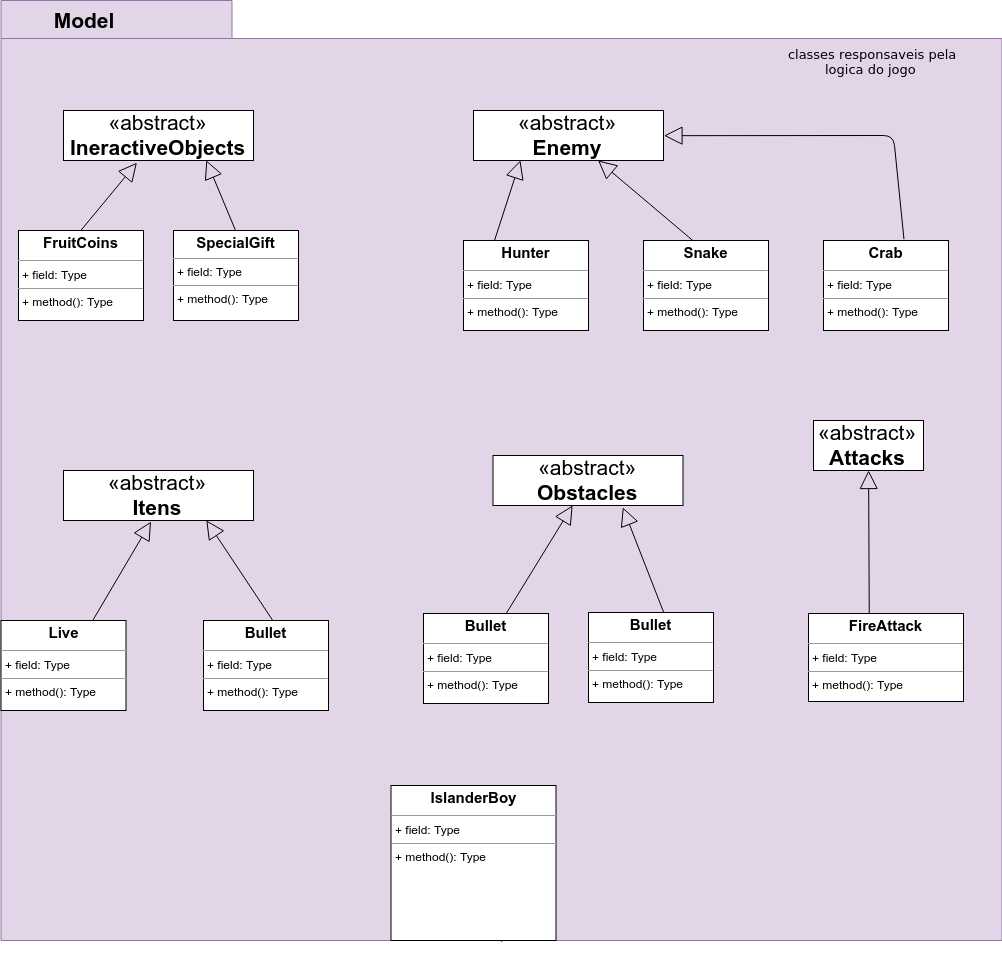 Model
classes responsaveis pela
logica do jogo
«abstract»
IneractiveObjects
«abstract»
Enemy
FruitCoins
+ field: Type
+ method(): Type
SpecialGift
+ field: Type
+ method(): Type
Hunter
+ field: Type
+ method(): Type
Snake
+ field: Type
+ method(): Type
Crab
+ field: Type
+ method(): Type
«abstract»
Itens
«abstract»
Obstacles
«abstract»
Attacks
Live
+ field: Type
+ method(): Type
Bullet
+ field: Type
+ method(): Type
Bullet
+ field: Type
+ method(): Type
Bullet
+ field: Type
+ method(): Type
FireAttack
+ field: Type
+ method(): Type
IslanderBoy
+ field: Type
+ method(): Type